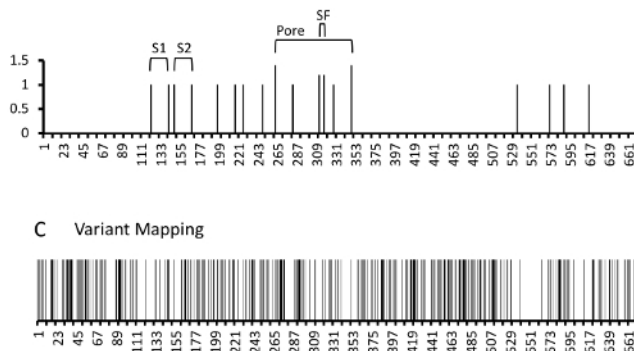 SF
Pore
S1 S2
1.5
1
0.5
0
1 23 45 67 89 111 133 155 177 199 221 243 265 287 309 331 353 375 397 419 441 463 485 507 529 551 573 595 617 639 661
C Variant Mapping
1 23 45 67 89 111 133 155 177 199 221 243 265 287 309 331 353 375 397 419 441 463 485 507 529 551 573 595 617 639 661